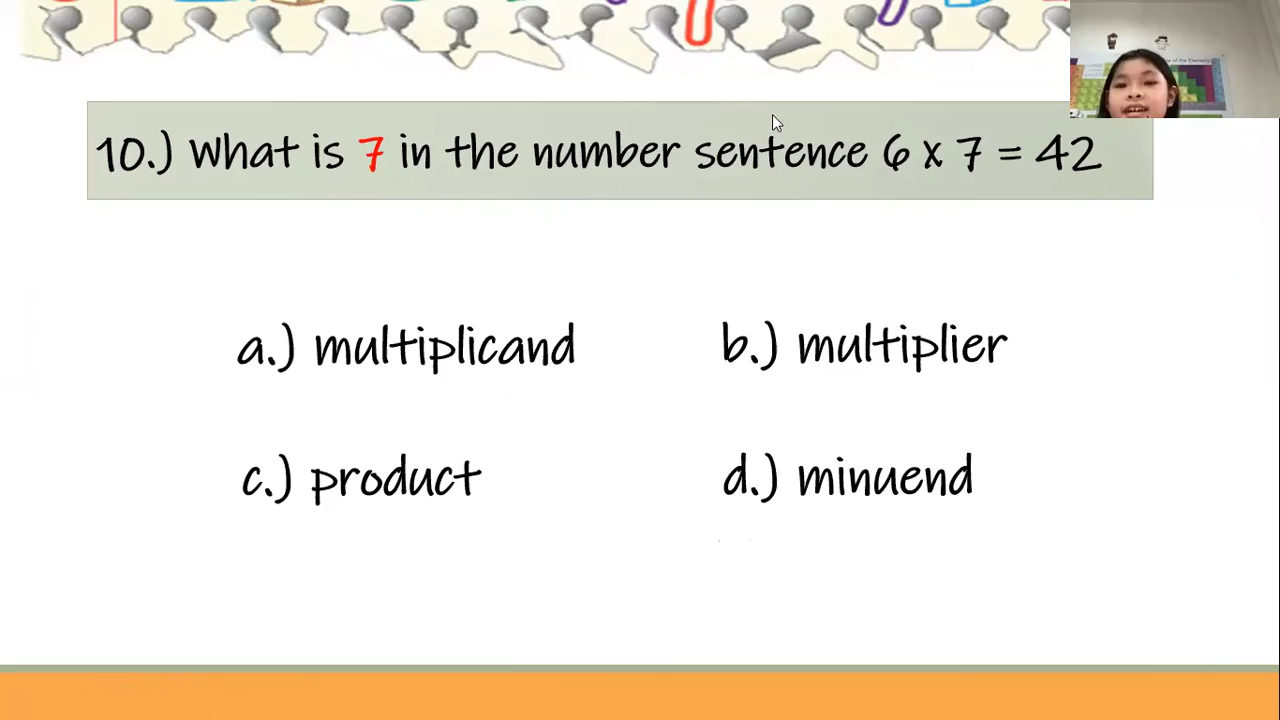 10.) What is 7 in the number sentence 6 x 7 = 42
a.) multiplicand
b.) multiplier
c.) product
d.) minuend